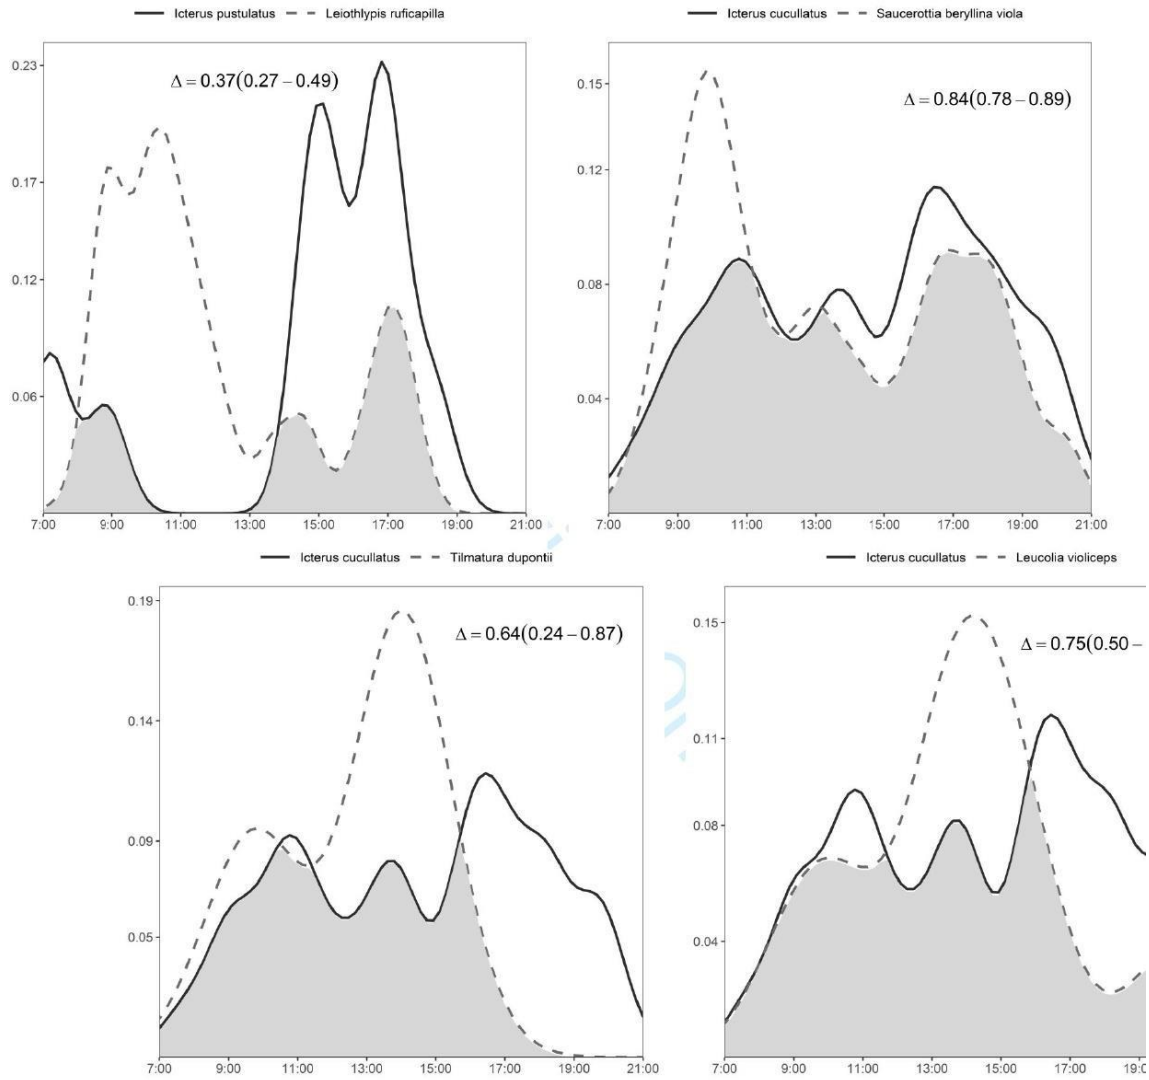 Icterus pustulatus Leiothlypis ruficapilla
Δ = 0.37(0.27 – 0.49)
0.23
0.17
0.12
0.06
7:00 9:00 11:00 13:00 15:00 17:00 19:00 21:00
Icterus cucullatus Saucerottia beryllina viola
Δ = 0.84(0.78 – 0.89)
0.15
0.12
0.08
0.04
7:00 9:00 11:00 13:00 15:00 17:00 19:00 21:00
Icterus cucullatus Tilmatura dupontii
Δ = 0.64(0.24 – 0.87)
0.19
0.14
0.09
0.05
7:00 9:00 11:00 13:00 15:00 17:00 19:00 21:00
Icterus cucullatus Leucolia violiceps
Δ = 0.75(0.50 –
0.15
0.11
0.08
0.04
7:00 9:00 11:00 13:00 15:00 17:00 19:0